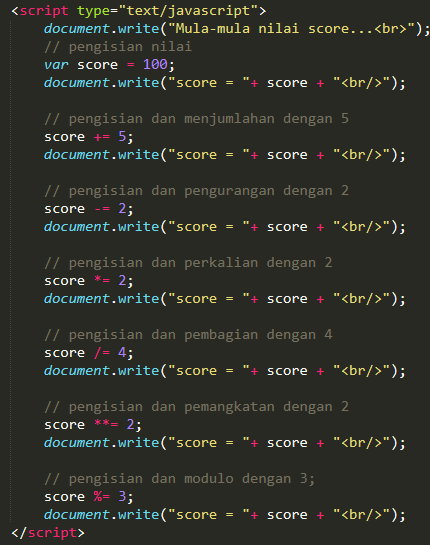 <script type="text/javascript">
    document.write("Mula-mula nilai score...<br>");
    // pengisian nilai
    var score = 100;
    document.write("score = "+ score + "<br/>");

    // pengisian dan menjumlahan dengan 5
    score += 5;
    document.write("score = "+ score + "<br/>");

    // pengisian dan pengurangan dengan 2
    score -= 2;
    document.write("score = "+ score + "<br/>");

    // pengisian dan perkalian dengan 2
    score *= 2;
    document.write("score = "+ score + "<br/>");

    // pengisian dan pembagian dengan 4
    score /= 4;
    document.write("score = "+ score + "<br/>");

    // pengisian dan pemangkatan dengan 2
    score **= 2;
    document.write("score = "+ score + "<br/>");

    // pengisian dan modulo dengan 3;
    score %= 3;
    document.write("score = "+ score + "<br/>");
</script>